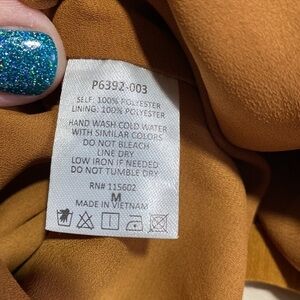 P6392-003
SELF: 100% POLYESTER
LINING: 100% POLYESTER
HAND WASH COLD WATER
WITH SIMILAR COLORS
DO NOT BLEACH
LINE DRY
LOW IRON IF NEEDED
DO NOT TUMBLE DRY
RN# 115602
M
MADE IN VIETNAM